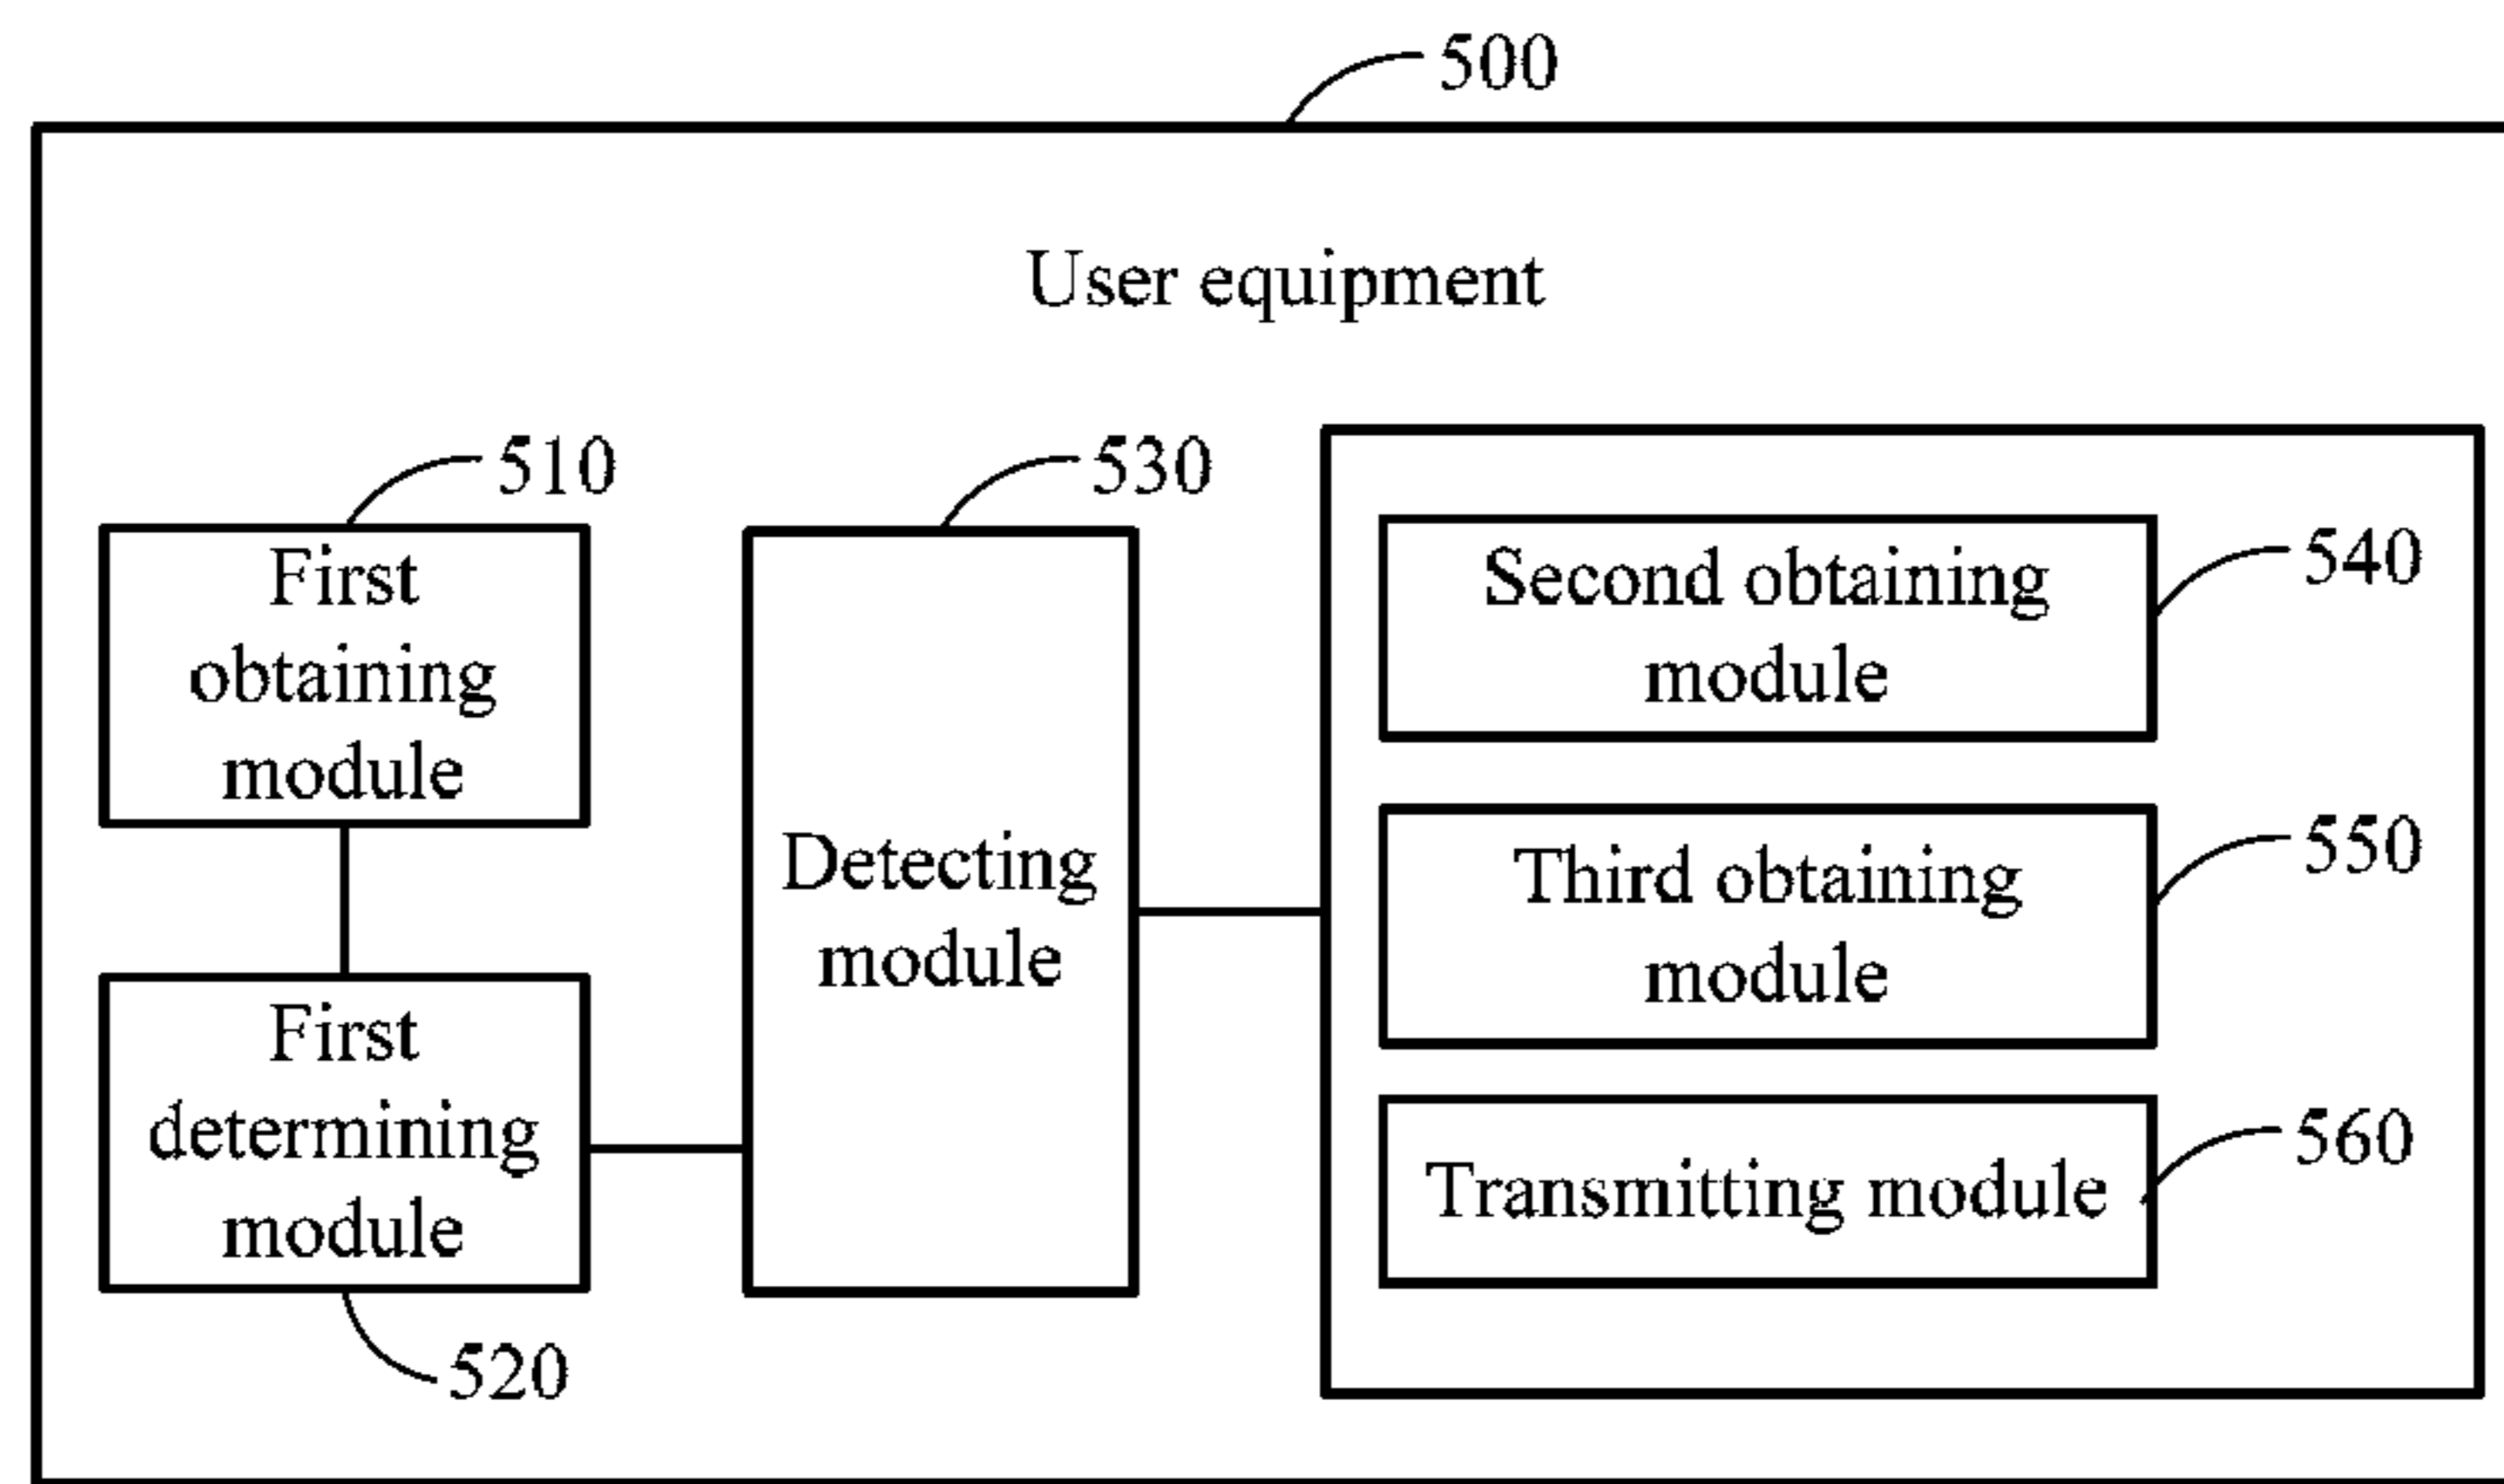 500
User equipment
510
530
First
obtaining
module
Second obtaining
module
540
Detecting
module
Third obtaining
module
550
First
determining
module
Transmitting module
560
520